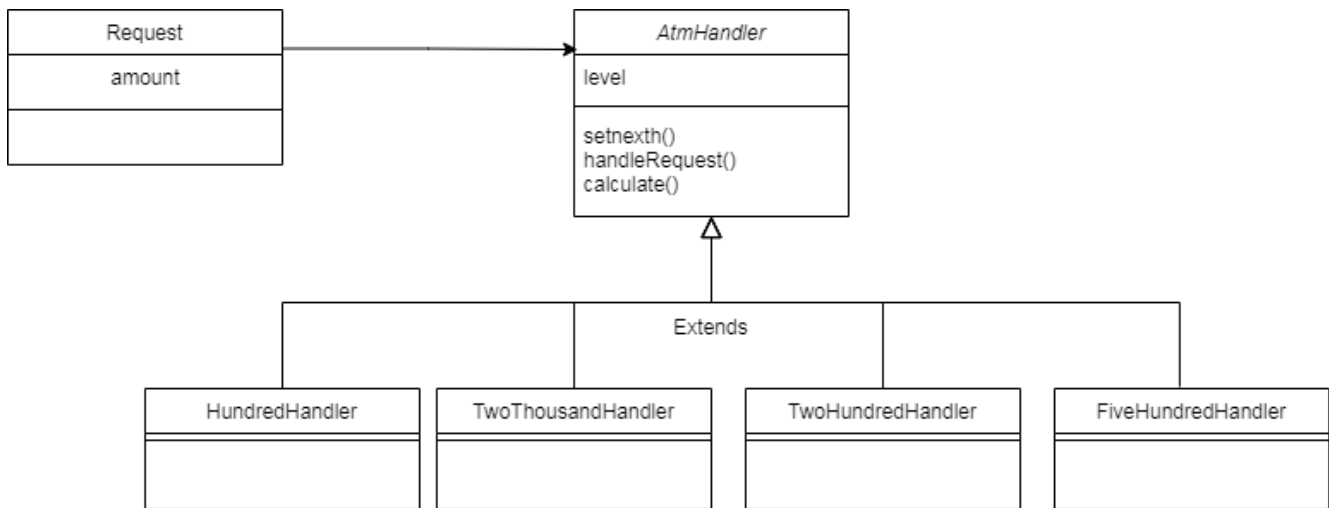 Request
amount
AtmHandler
level
setnexth()
handleRequest()
calculate()
Extends
HundredHandler
TwoThousandHandler
TwoHundredHandler
FiveHundredHandler